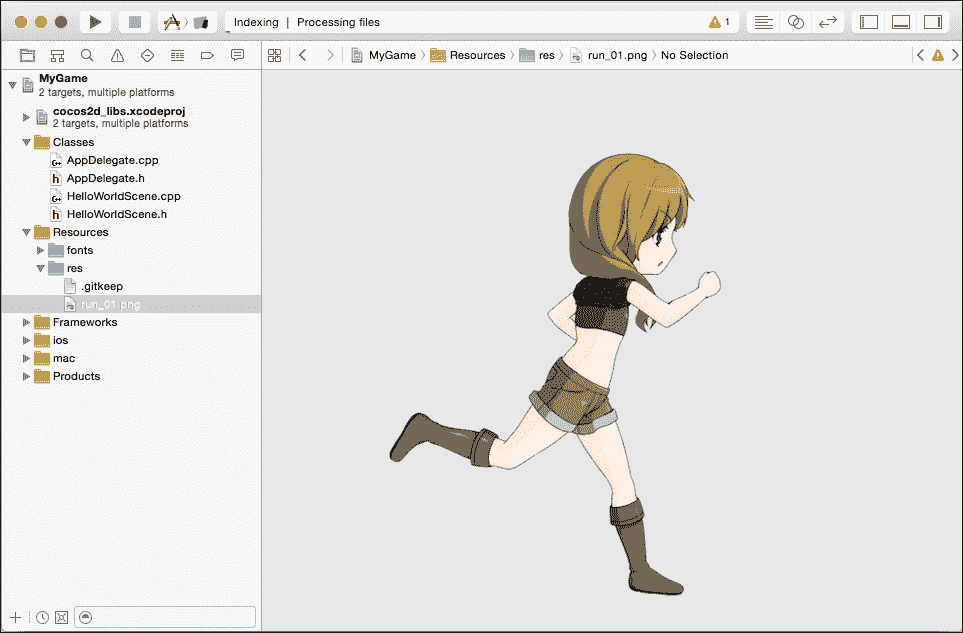 Indexing | Processing files
1
MyGame Resources res run_01.png No Selection
MyGame
2 targets, multiple platforms
cocos2d_libs.xcodeproj
2 targets, multiple platforms
Classes
C++ AppDelegate.cpp
h AppDelegate.h
C++ HelloWorldScene.cpp
h HelloWorldScene.h
Resources
fonts
res
.gitkeep
run_01.png
Frameworks
ios
mac
Products